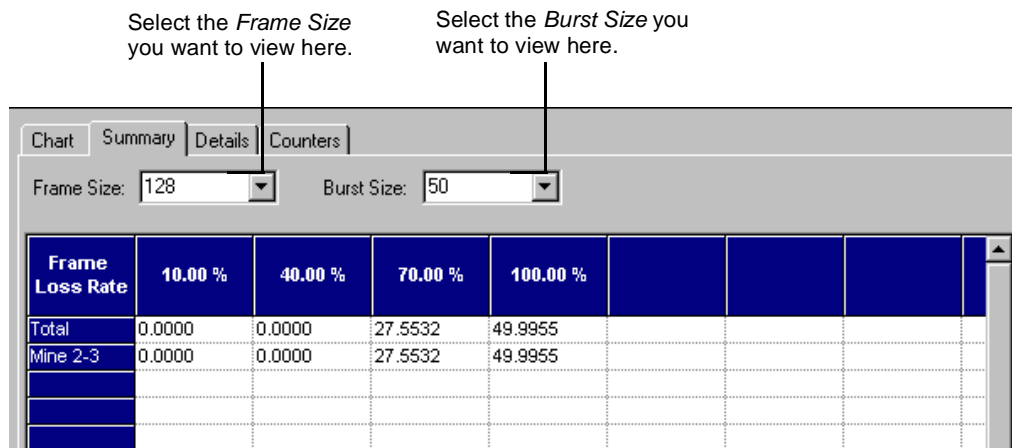 Select the Frame Size
you want to view here.
Select the Burst Size you
want to view here.
Chart Summary Details Counters
Frame Size: 128 Burst Size: 50
Frame
Loss Rate 10.00 % 40.00 % 70.00 % 100.00 %
Total 0.0000 0.0000 27.5532 49.9955
Mine 2-3 0.0000 0.0000 27.5532 49.9955